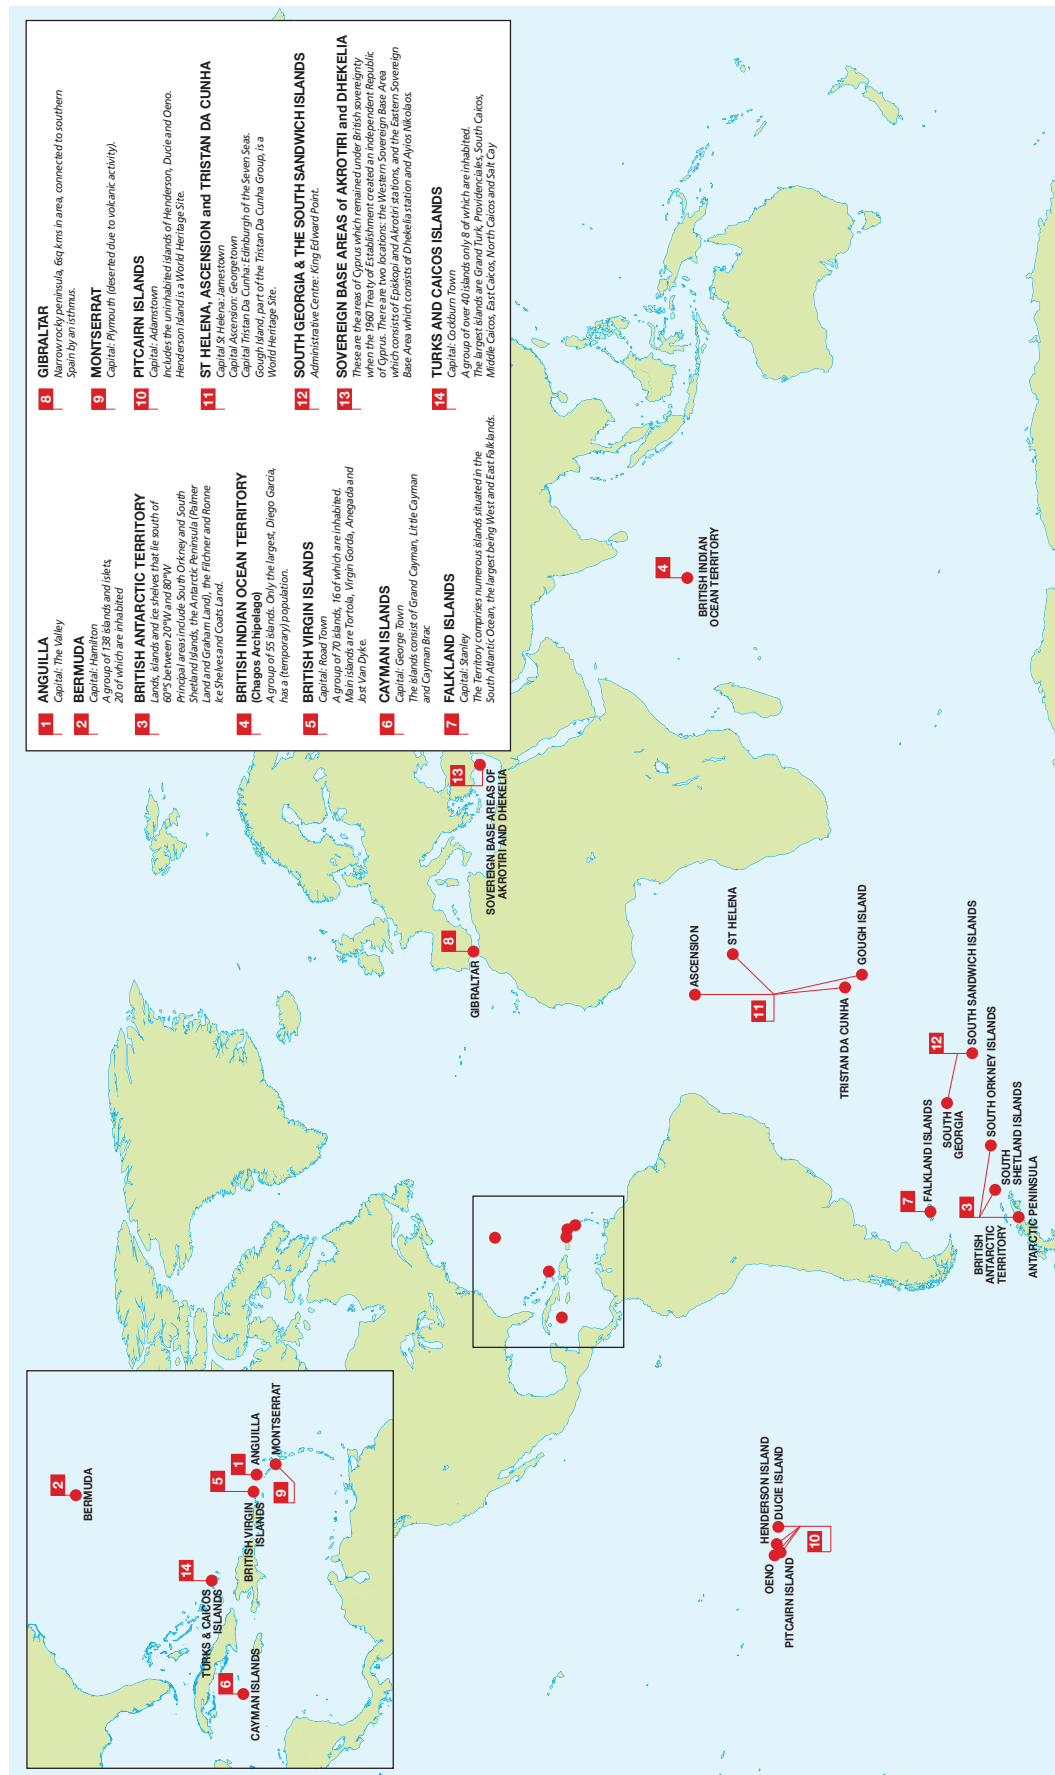 1
ANGUILLA
Capital: The Valley
2
BERMUDA
Capital: Hamilton
A group of 138 islands and islets,
20 of which are inhabited
3
BRITISH ANTARCTIC TERRITORY
Lands, islands and ice shelves that lie south of
60°S between 20°W and 80°W
Principal areas include South Orkney and South
Shetland Islands, the Antarctic Peninsula (Palmer
Land and Graham Land), the Filchner and Ronne
Ice Shelves and Coats Land.
4
BRITISH INDIAN OCEAN TERRITORY
(Chagos Archipelago)
A group of 55 islands. Only the largest, Diego Garcia,
has a (temporary) population.
5
BRITISH VIRGIN ISLANDS
Capital: Road Town
A group of 70 islands, 16 of which are inhabited.
Main islands are Tortola, Virgin Gorda, Anegada and
Jost Van Dyke.
6
CAYMAN ISLANDS
Capital: George Town
The islands consist of Grand Cayman, Little Cayman
and Cayman Brac
7
FALKLAND ISLANDS
Capital: Stanley
The Territory comprises numerous islands situated in the
South Atlantic Ocean, the largest being West and East Falklands.
8
GIBRALTAR
Narrow rocky peninsula, 6sq kms in area, connected to southern
Spain by an isthmus.
9
MONTSERRAT
Capital: Plymouth (deserted due to volcanic activity).
10
PITCAIRN ISLANDS
Capital: Adamstown
Includes the uninhabited islands of Henderson, Ducie and Oeno.
Henderson Island is a World Heritage Site.
11
ST HELENA, ASCENSION and TRISTAN DA CUNHA
Capital St Helena: Jamestown
Capital Ascension: Georgetown
Capital Tristan Da Cunha: Edinburgh of the Seven Seas.
Gough Island, part of the Tristan Da Cunha Group, is a
World Heritage Site.
12
SOUTH GEORGIA & THE SOUTH SANDWICH ISLANDS
Administrative Centre: King Edward Point.
13
SOVEREIGN BASE AREAS of AKROTIRI and DHEKELIA
These are the areas of Cyprus which remained under British sovereignty
when the 1960 Treaty of Establishment created an independent Republic
of Cyprus. There are two locations: the Western Sovereign Base Area
which consists of Episkopi and Akrotiri stations, and the Eastern Sovereign
Base Area which consists of Dhekelia station and Ayios Nikolaos.
14
TURKS AND CAICOS ISLANDS
Capital: Cockburn Town
A group of over 40 islands only 8 of which are inhabited.
The largest islands are Grand Turk, Providenciales, South Caicos,
Middle Caicos, East Caicos, North Caicos and Salt Cay
2
BERMUDA
14
TURKS & CAICOS
ISLANDS
5
BRITISH VIRGIN
ISLANDS
1
ANGUILLA
9
MONTSERRAT
6
CAYMAN ISLANDS
8
GIBRALTAR
13
SOVEREIGN BASE AREAS OF
AKROTIRI AND DHEKELIA
4
BRITISH INDIAN
OCEAN TERRITORY
ASCENSION
ST HELENA
11
TRISTAN DA CUNHA
GOUGH ISLAND
HENDERSON ISLAND
DUCIE ISLAND
OENO
PITCAIRN ISLAND
10
7
FALKLAND ISLANDS
12
SOUTH
GEORGIA
SOUTH SANDWICH ISLANDS
3
BRITISH
ANTARCTIC
TERRITORY
SOUTH ORKNEY ISLANDS
SOUTH
SHETLAND ISLANDS
ANTARCTIC PENINSULA